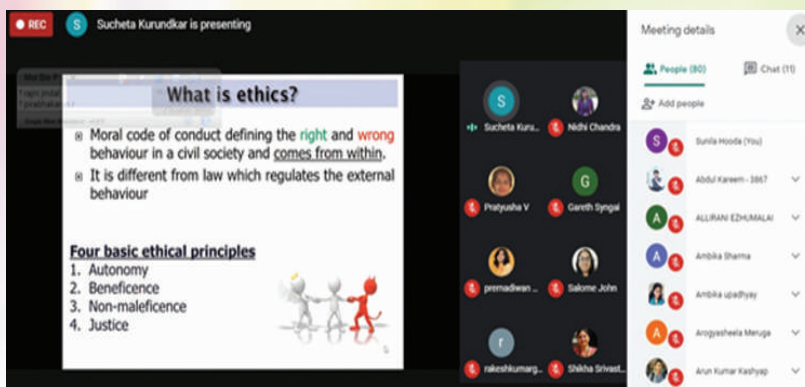 REC
S
Sucheta Kurundkar is presenting
What is ethics?
Moral code of conduct defining the right and wrong
behaviour in a civil society and comes from within.
It is different from law which regulates the external
behaviour
Four basic ethical principles
1. Autonomy
2. Beneficence
3. Non-maleficence
4. Justice
S
Sucheta Kuru...
Nidhi Chandra
G
Pratyusha V
Gareth Syngai
premadiwan ...
Salome John
r
rakeshkumarg...
Shikha Srivast...
Meeting details
People (80)
Chat (11)
Add people
S
Sunila Hooda (You)
Abdul Kareem - 3867
A
ALLIRANI EZHUMALAI
A
Ambika Sharma
Ambika upadhyay
A
Arogyasheela Meruga
Arun Kumar Kashyap